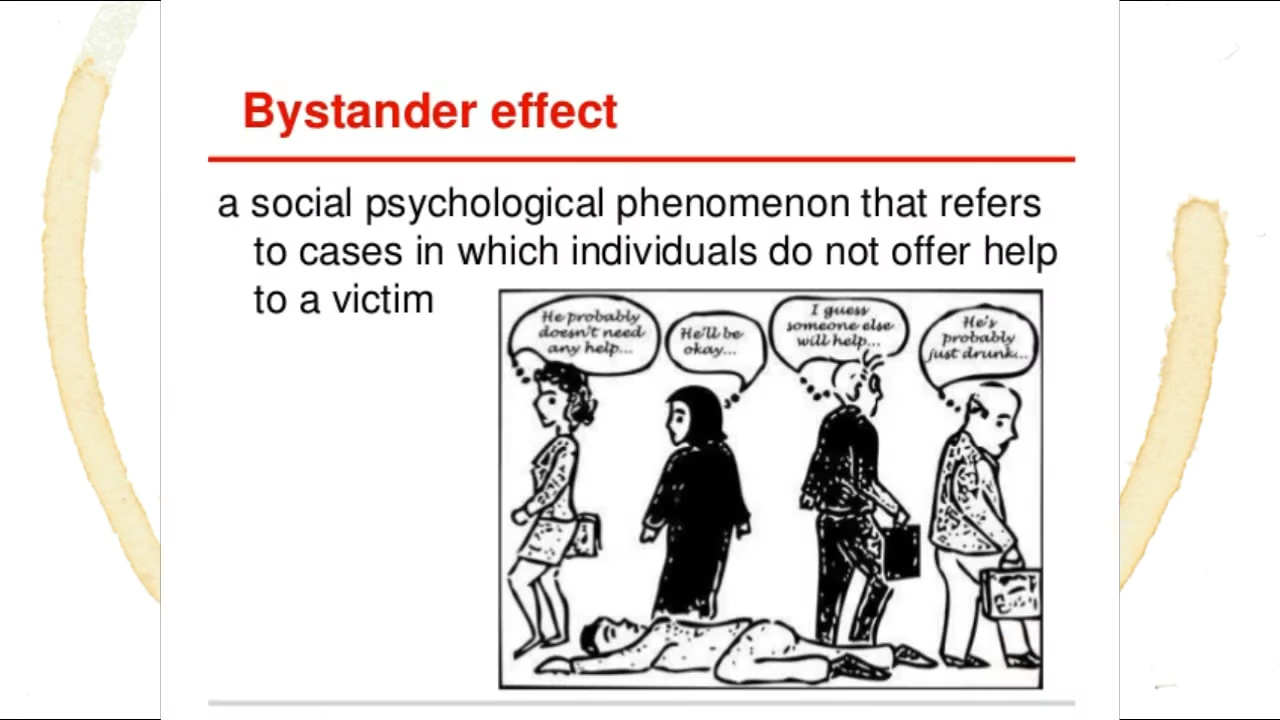 Bystander effect
a social psychological phenomenon that refers
to cases in which individuals do not offer help
to a victim
He probably
doesn't need
any help...
He'll be
okay...
I guess
someone else
will help...
He's
probably
just drunk...